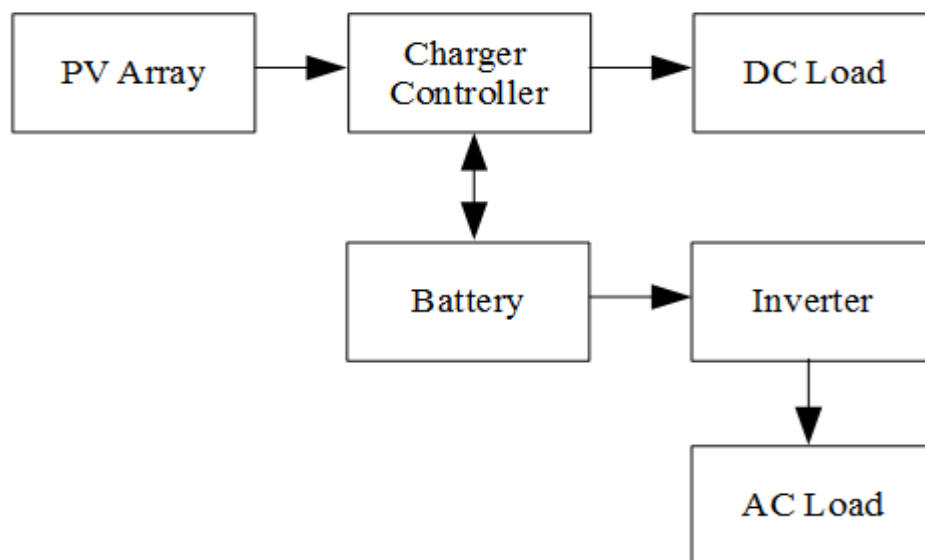 PV Array
Charger
Controller
DC Load
Battery
Inverter
AC Load